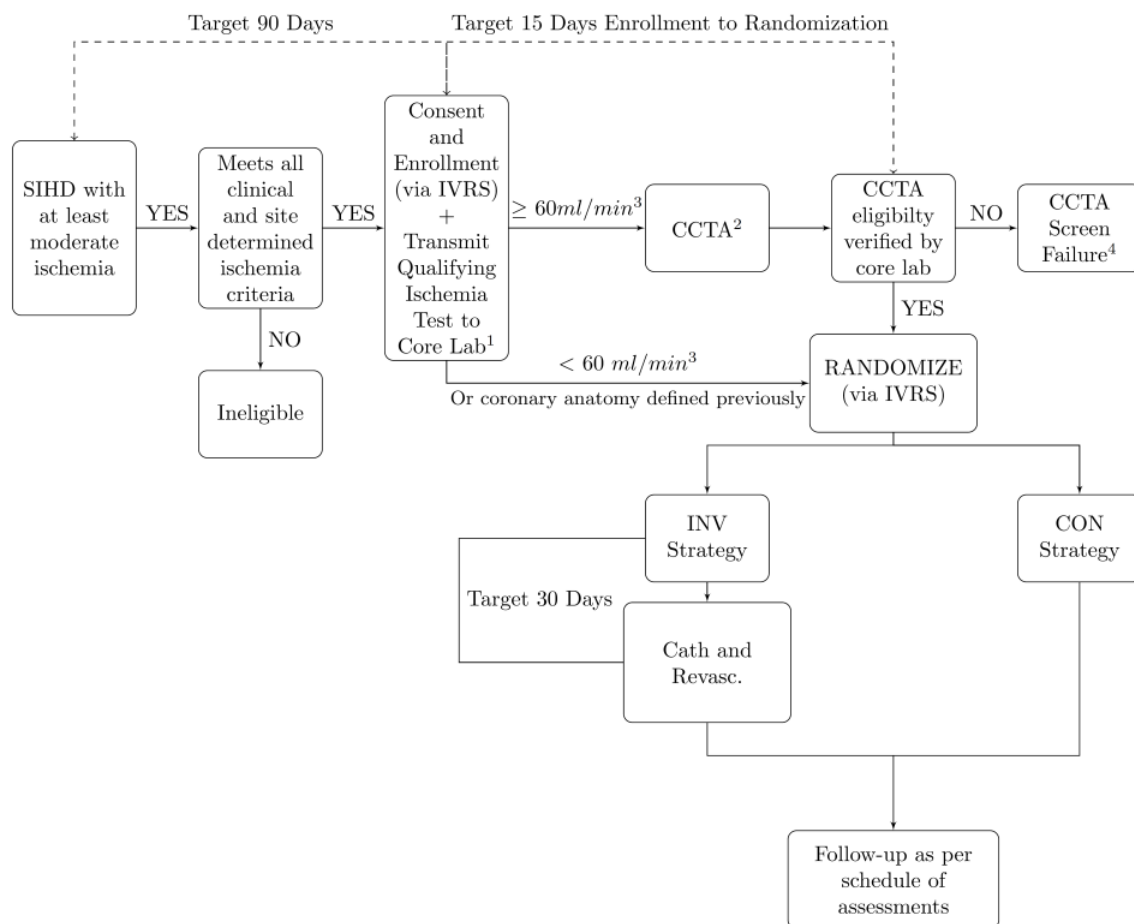 Target 90 Days
Target 15 Days Enrollment to Randomization
SIHD with
at least
moderate
ischemia
YES
Meets all
clinical
and site
determined
ischemia
criteria
YES
Consent
and
Enrollment
(via IVRS)
+
Transmit
Qualifying
Ischemia
Test to
Core Lab¹
≥ 60ml/min³
CCTA²
CCTA
eligibilty
verified by
core lab
NO
CCTA
Screen
Failure⁴
NO
Ineligible
YES
< 60 ml/min³
Or coronary anatomy defined previously
RANDOMIZE
(via IVRS)
INV
Strategy
CON
Strategy
Target 30 Days
Cath and
Revasc.
Follow-up as per
schedule of
assessments